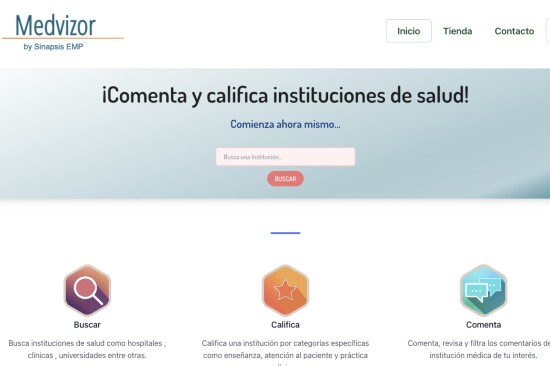 Medvizor
by Sinapsis EMP
Inicio
Tienda
Contacto
¡Comenta y califica instituciones de salud!
Comienza ahora mismo...
Busca una Institución...
BUSCAR
Buscar
Busca instituciones de salud como hospitales ,
clínicas , universidades entre otras.
Califica
Califica una institución por categorías específicas
como enseñanza, atención al paciente y práctica
Comenta
Comenta, revisa y filtra los comentarios de
institución médica de tu interés.